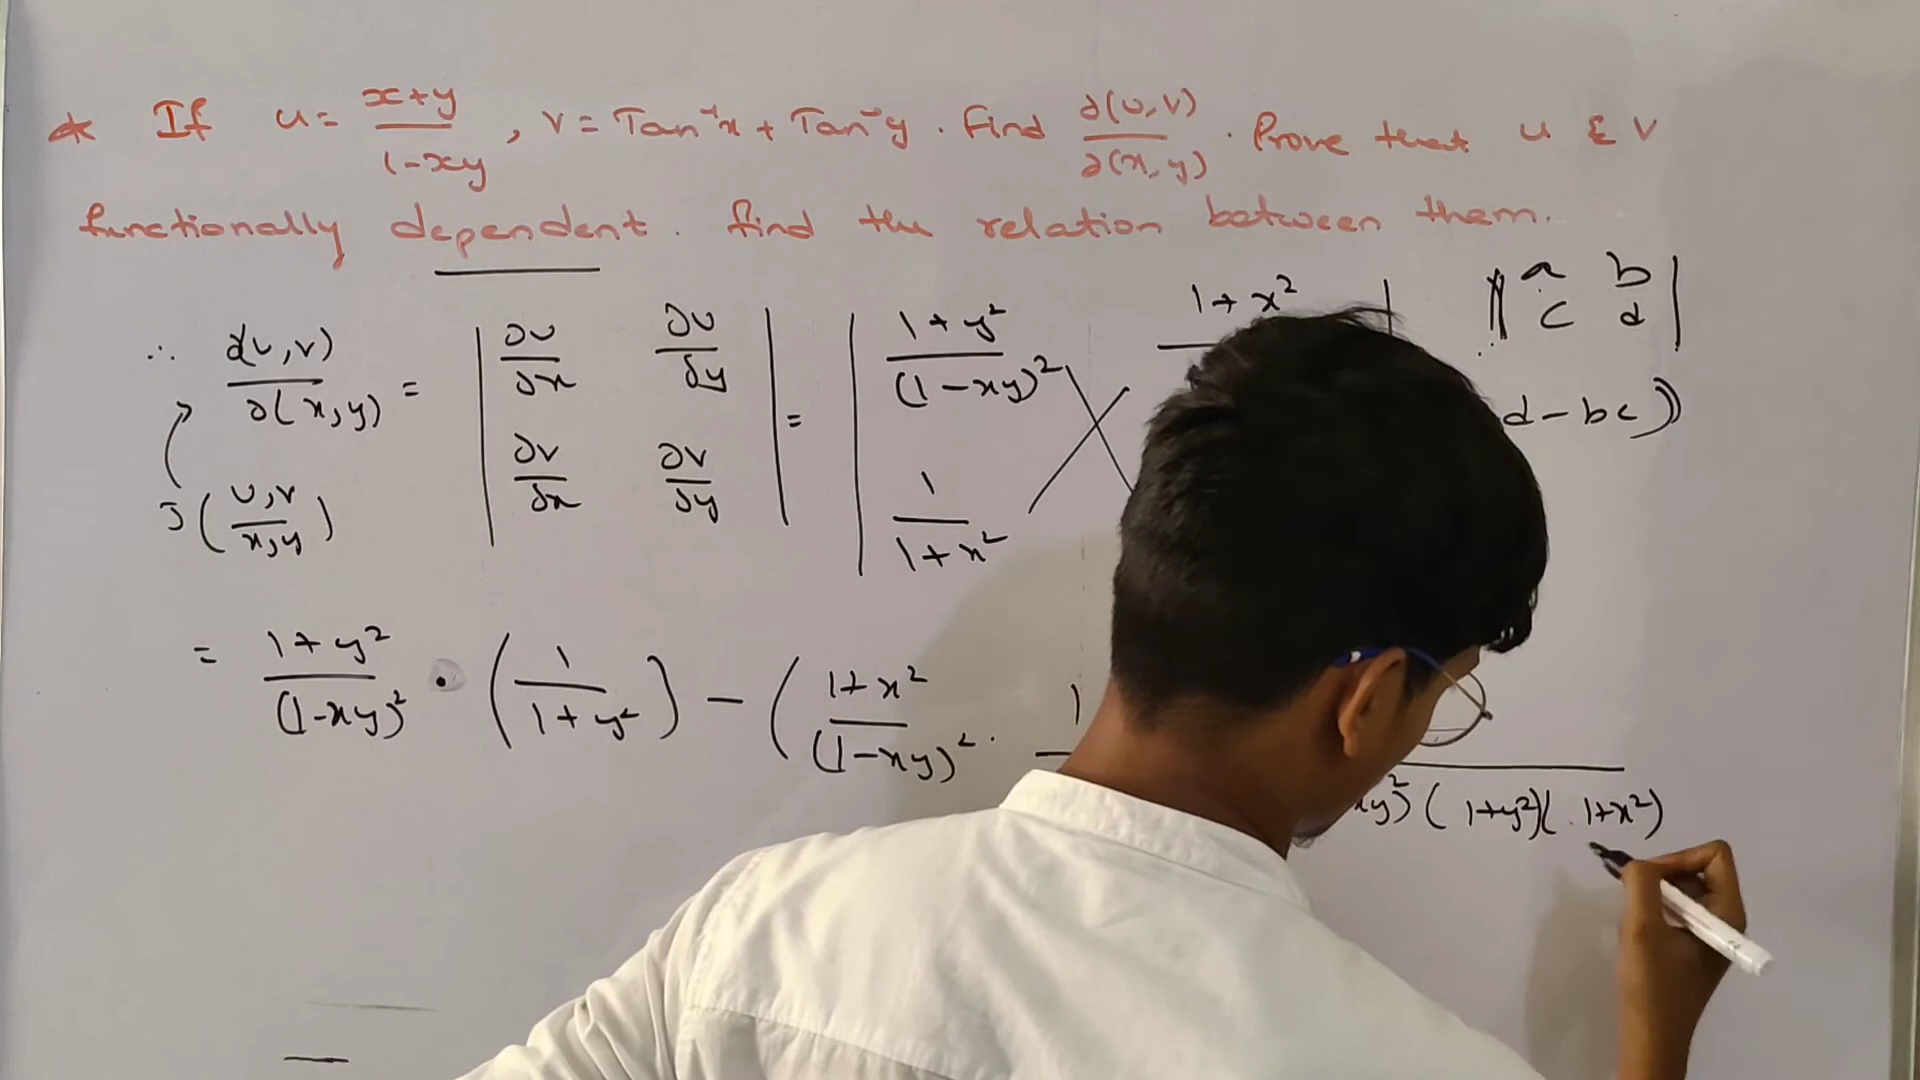 * If u = x+y / 1-xy , v = Tan⁻¹x + Tan⁻¹y . Find ∂(u,v) / ∂(x,y) . Prove that u & v
functionally dependent. find the relation between them.
∴ ∂(u,v) / ∂(x,y) = | ∂u/∂x ∂u/∂y | = | 1+y² / (1-xy)² 1+x²
| ∂v/∂x ∂v/∂y | | 1 / 1+x²
J ( u,v / x,y )
| a b |
| c d |
d-bc)
= 1+y² / (1-xy)² . ( 1 / 1+y² ) - ( 1+x² / (1-xy)² . 1
xy)² (1+y²)(1+x²)